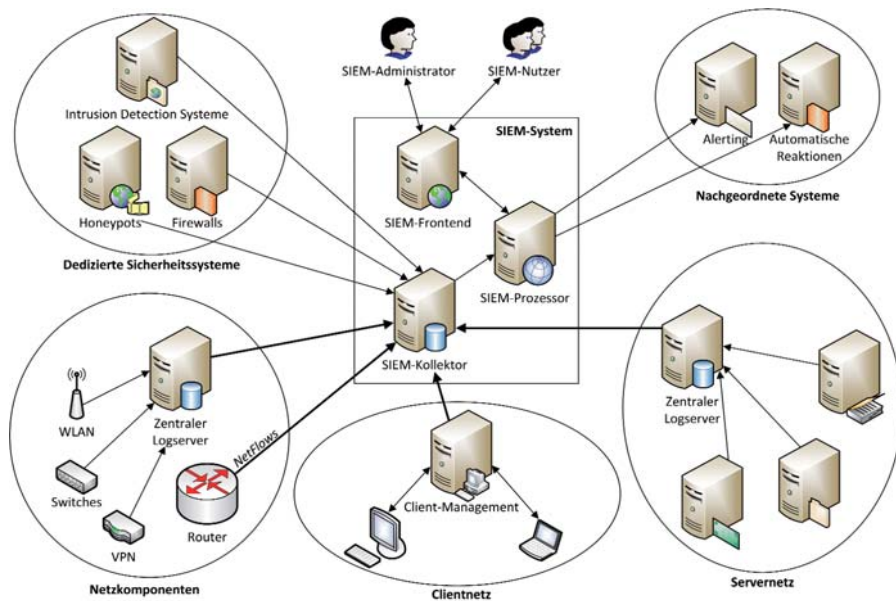 SIEM-Administrator
SIEM-Nutzer
Intrusion Detection Systeme
Honeypots
Firewalls
Dedizierte Sicherheitssysteme
SIEM-System
SIEM-Frontend
SIEM-Prozessor
SIEM-Kollektor
Alerting
Automatische
Reaktionen
Nachgeordnete Systeme
WLAN
Zentraler
Logserver
Switches
VPN
Router
NetFlows
Netzkomponenten
Client-Management
Clientnetz
Zentraler
Logserver
Servernetz